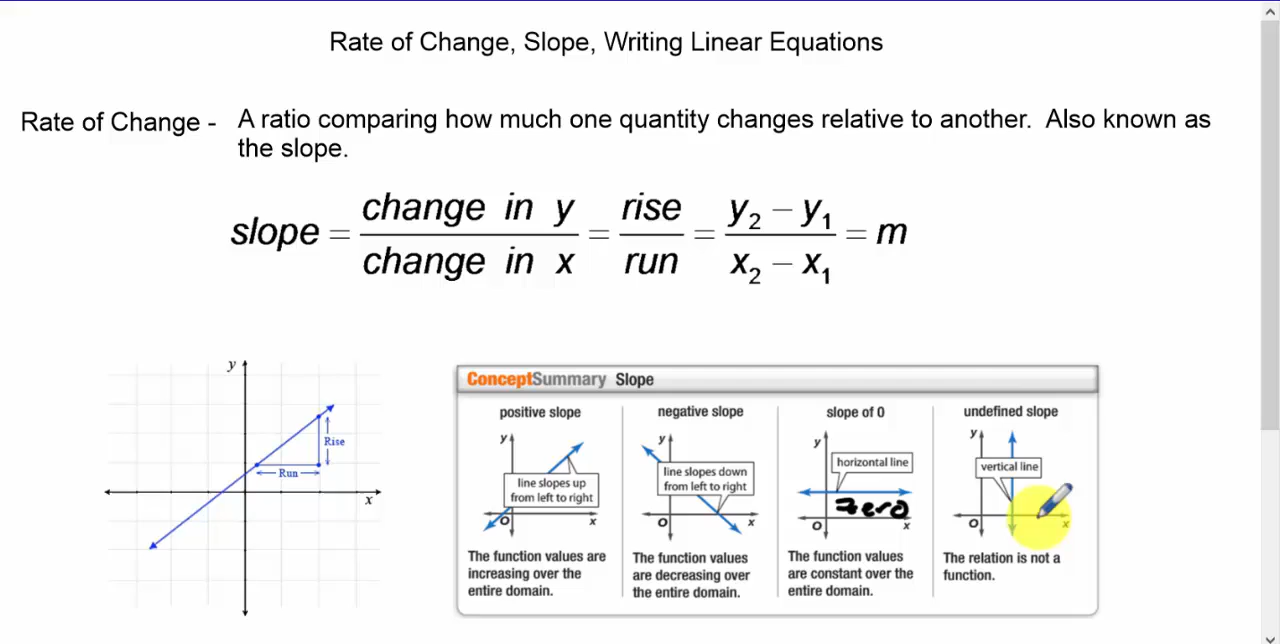 Rate of Change, Slope, Writing Linear Equations
Rate of Change - A ratio comparing how much one quantity changes relative to another. Also known as
the slope.
slope = change in y / change in x = rise / run = y₂ − y₁ / x₂ − x₁ = m
y
Rise
Run
x
ConceptSummary Slope
positive slope
y
line slopes up
from left to right
O
x
The function values are
increasing over the
entire domain.
negative slope
y
line slopes down
from left to right
O
x
The function values
are decreasing over
the entire domain.
slope of 0
y
horizontal line
zero
O
x
The function values
are constant over the
entire domain.
undefined slope
y
vertical line
O
x
The relation is not a
function.